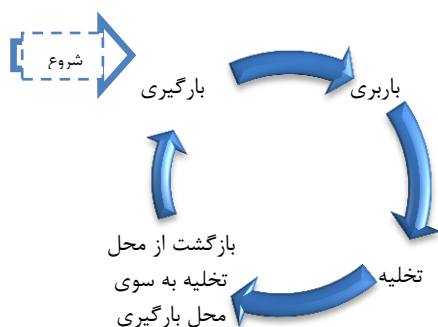 شروع
بارگیری
باربری
تخلیه
بازگشت از محل
تخلیه به سوی
محل بارگیری